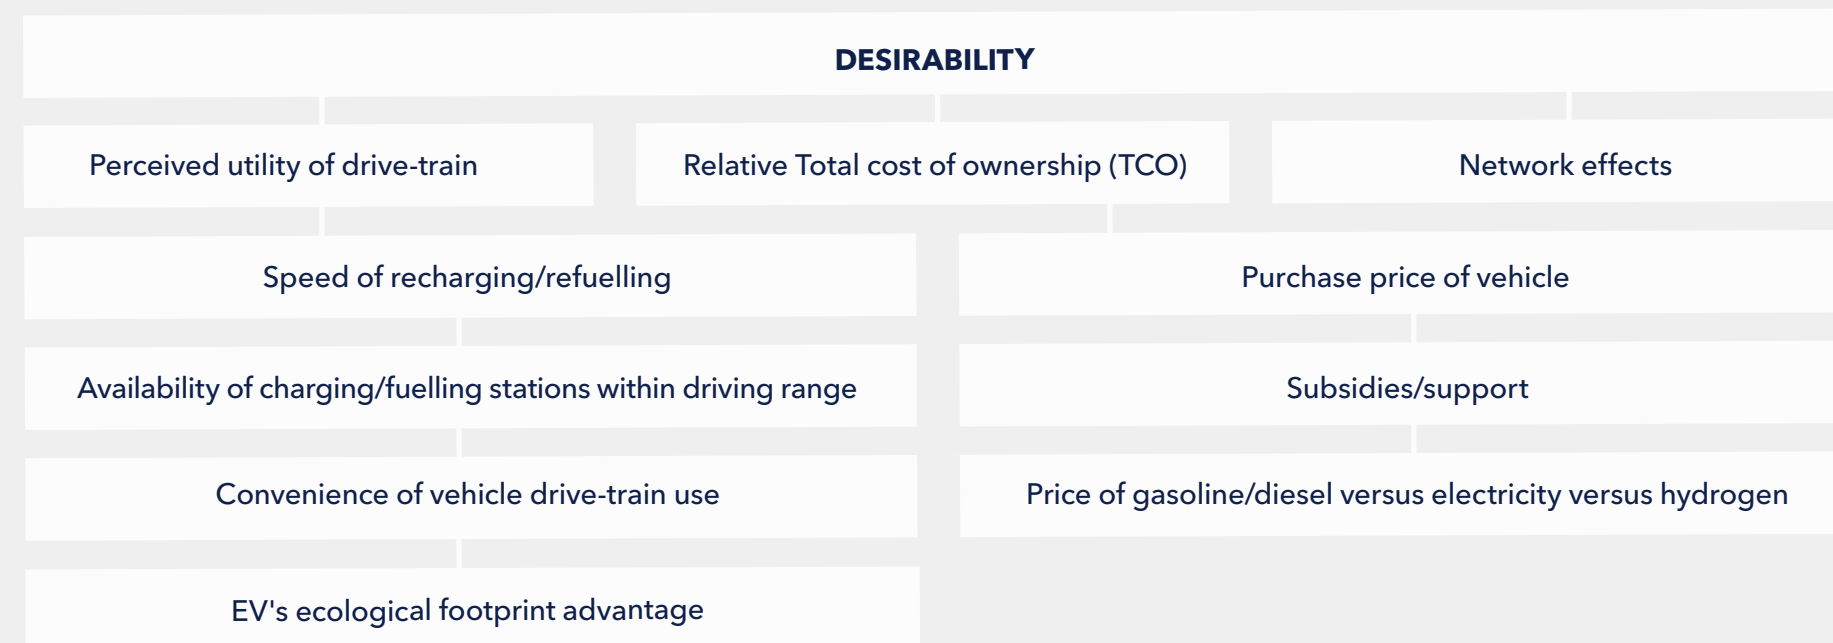 DESIRABILITY
Perceived utility of drive-train
Relative Total cost of ownership (TCO)
Network effects
Speed of recharging/refuelling
Purchase price of vehicle
Availability of charging/fuelling stations within driving range
Subsidies/support
Convenience of vehicle drive-train use
Price of gasoline/diesel versus electricity versus hydrogen
EV's ecological footprint advantage